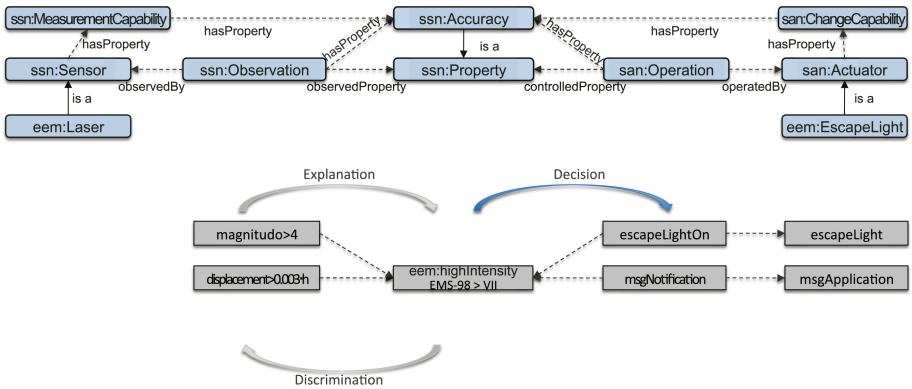 ssn:MeasurementCapability
ssn:Accuracy
san:ChangeCapability
hasProperty
hasProperty
hasProperty
hasProperty
hasProperty
hasProperty
ssn:Sensor
ssn:Observation
ssn:Property
san:Operation
san:Actuator
is a
observedBy
observedProperty
controlledProperty
operatedBy
is a
is a
eem:Laser
eem:EscapeLight
Explanation
Decision
magnitudo>4
escapeLightOn
escapeLight
displacement>0.003·h
eem:highIntensity
EMS-98 > VII
msgNotification
msgApplication
Discrimination